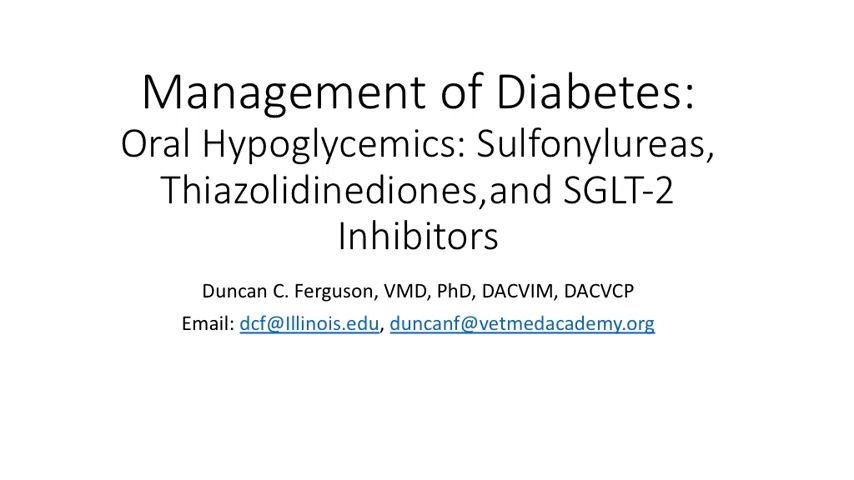 Management of Diabetes:
Oral Hypoglycemics: Sulfonylureas,
Thiazolidinediones,and SGLT-2
Inhibitors
Duncan C. Ferguson, VMD, PhD, DACVIM, DACVCP
Email: dcf@Illinois.edu, duncanf@vetmedacademy.org